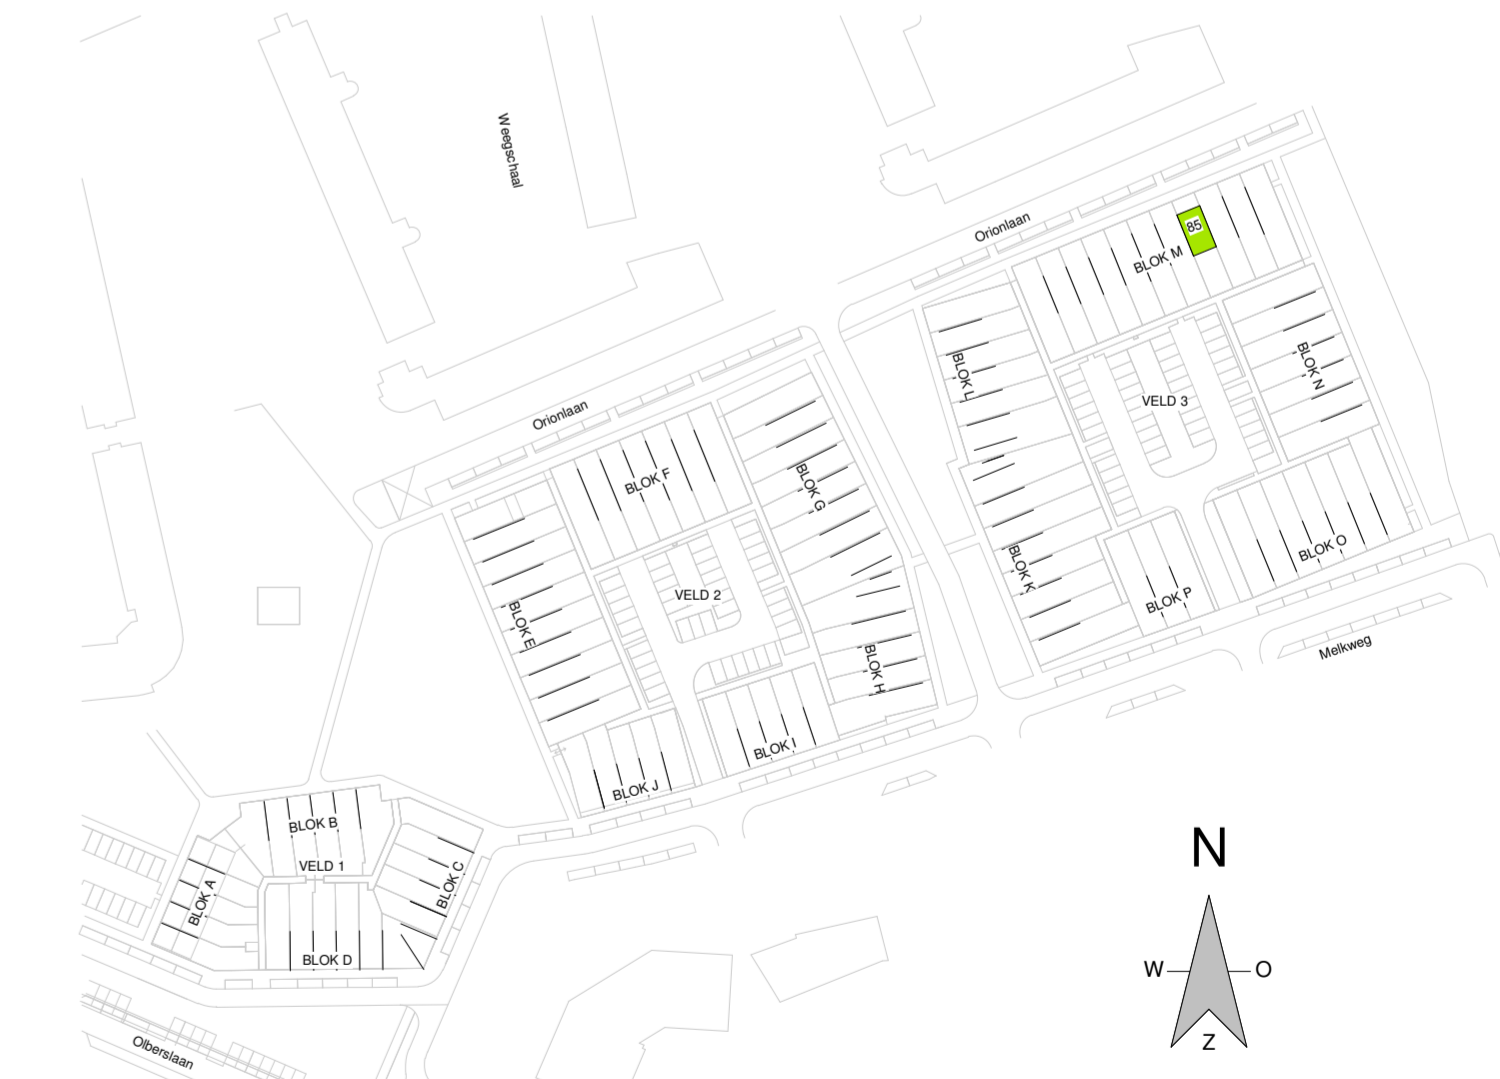 Weegschaal
Orionlaan
85
BLOK M
BLOK L
BLOK N
VELD 3
Orionlaan
BLOK F
BLOK G
BLOK O
BLOK K
VELD 2
BLOK P
BLOK E
Melkweg
BLOK H
BLOK I
BLOK J
BLOK B
VELD 1
BLOK C
BLOK A
BLOK D
N
W
O
Z
Olberslaan